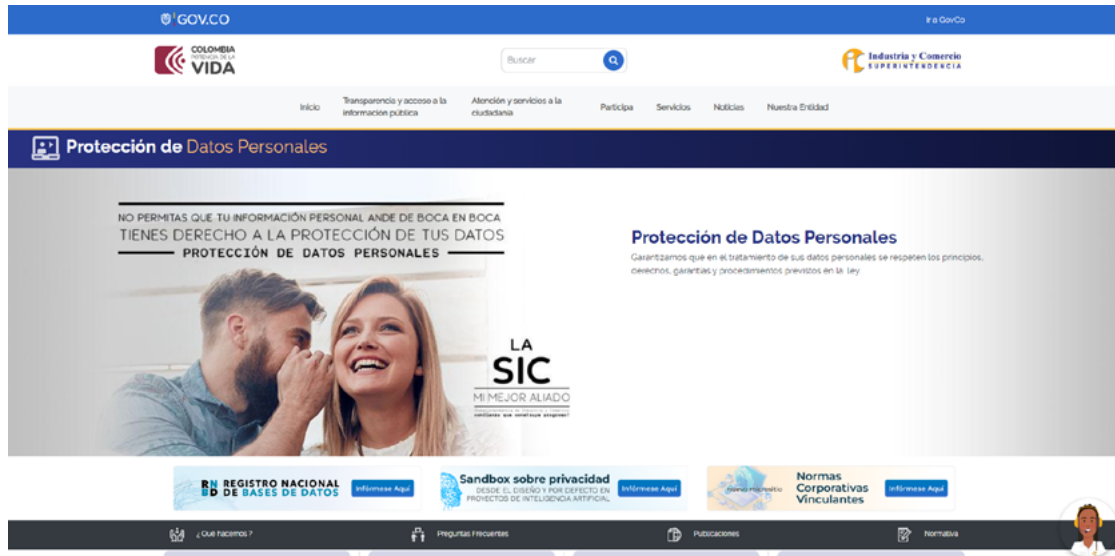 GOV.CO
Ir a GovCo
COLOMBIA
POTENCIA DE LA
VIDA
Buscar
Industria y Comercio
SUPERINTENDENCIA
Inicio
Transparencia y acceso a la
información pública
Atención y servicios a la
ciudadanía
Participa
Servicios
Noticias
Nuestra Entidad
Protección de Datos Personales
NO PERMITAS QUE TU INFORMACIÓN PERSONAL ANDE DE BOCA EN BOCA
TIENES DERECHO A LA PROTECCIÓN DE TUS DATOS
PROTECCIÓN DE DATOS PERSONALES
Protección de Datos Personales
Garantizamos que en el tratamiento de sus datos personales se respeten los principios,
derechos, garantías y procedimientos previstos en la ley.
LA
SIC
MI MEJOR ALIADO
RN
BD
REGISTRO NACIONAL
DE BASES DE DATOS
Infórmese Aquí
Sandbox sobre privacidad
DESDE EL DISEÑO Y POR DEFECTO EN
PROYECTOS DE INTELIGENCIA ARTIFICIAL
Infórmese Aquí
Normas
Corporativas
Vinculantes
Infórmese Aquí
¿Qué hacemos?
Preguntas Frecuentes
Publicaciones
Normativa